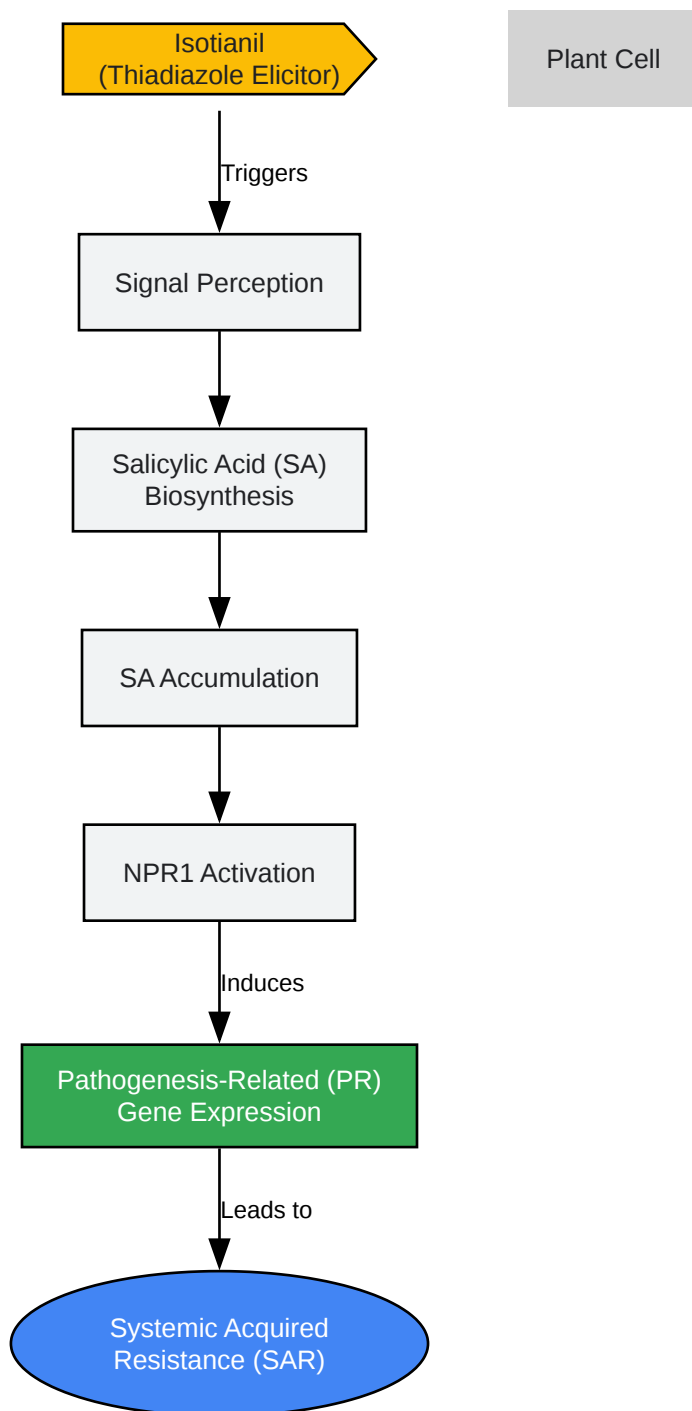 Isotianil
(Thiadiazole Elicitor)
Plant Cell
Triggers
Signal Perception
Salicylic Acid (SA)
Biosynthesis
SA Accumulation
NPR1 Activation
Induces
Pathogenesis-Related (PR)
Gene Expression
Leads to
Systemic Acquired
Resistance (SAR)